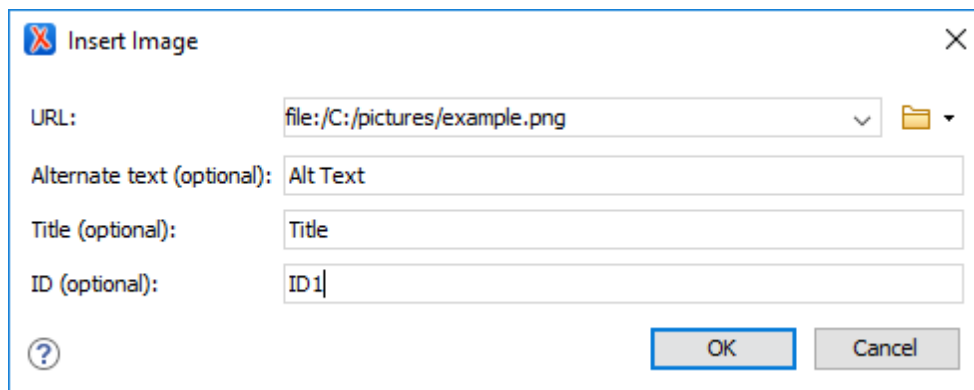 Insert Image
URL: file:/C:/pictures/example.png
Alternate text (optional): Alt Text
Title (optional): Title
ID (optional): ID1
? OK Cancel